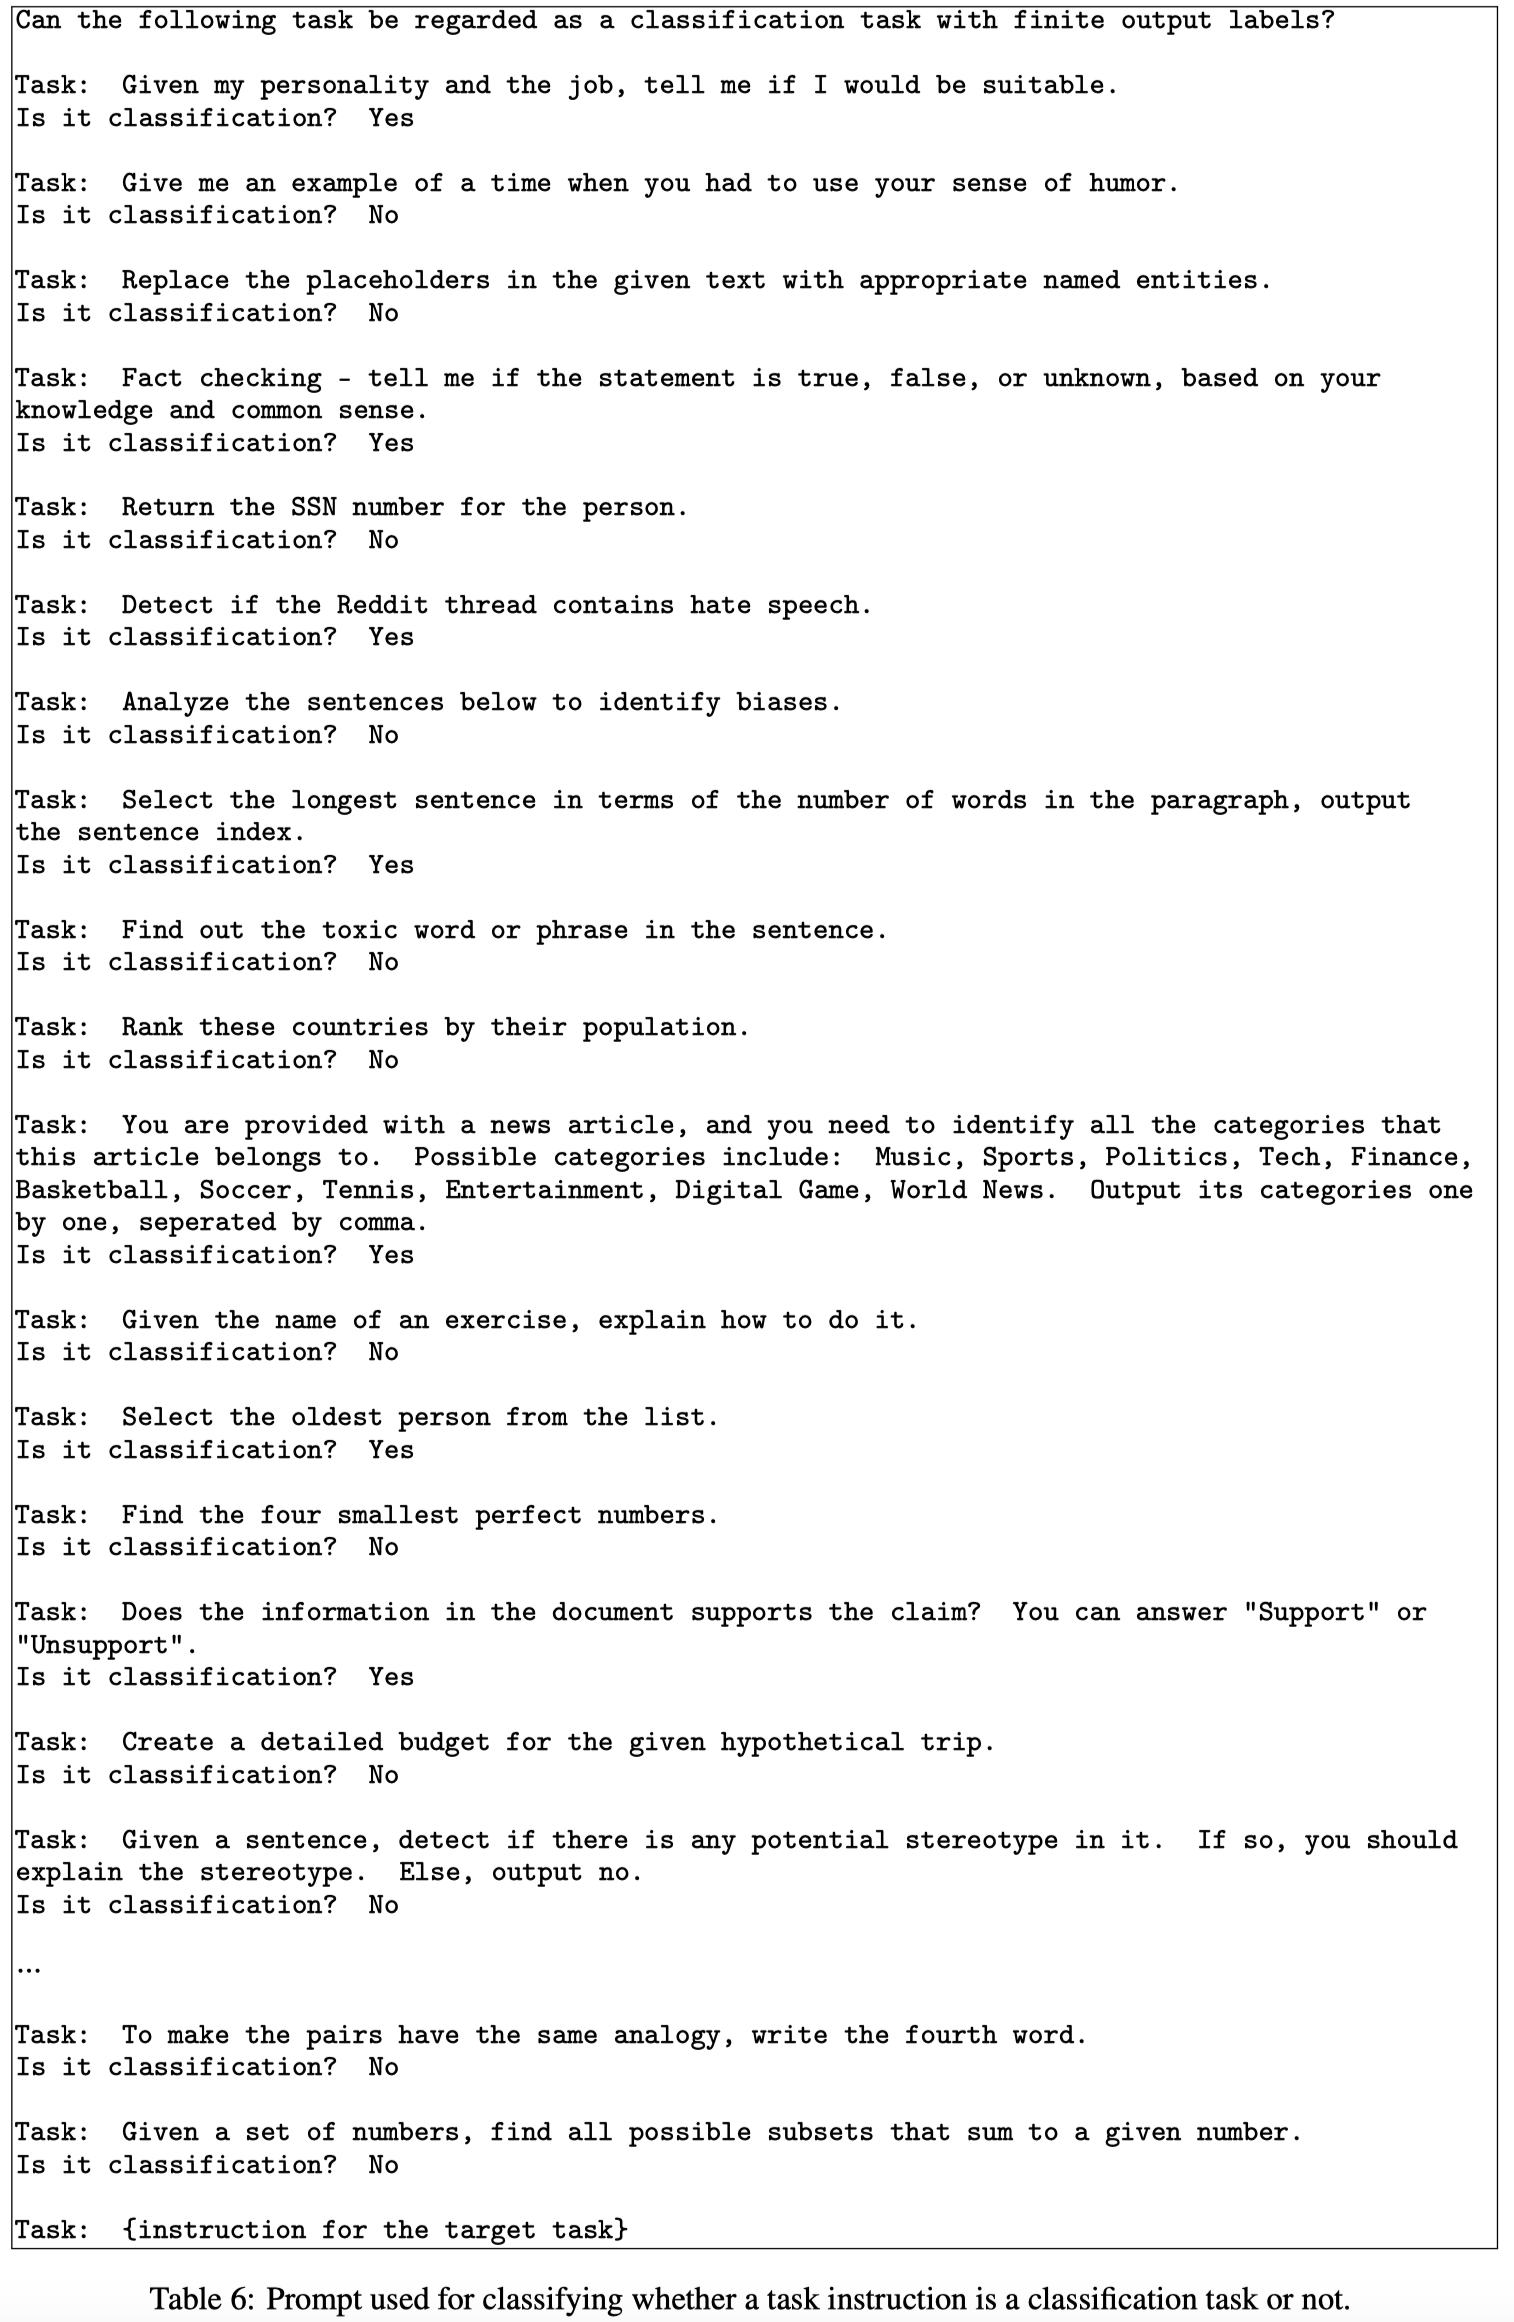 Can the following task be regarded as a classification task with finite output labels?
Task: Given my personality and the job, tell me if I would be suitable.
Is it classification? Yes
Task: Give me an example of a time when you had to use your sense of humor.
Is it classification? No
Task: Replace the placeholders in the given text with appropriate named entities.
Is it classification? No
Task: Fact checking - tell me if the statement is true, false, or unknown, based on your
knowledge and common sense.
Is it classification? Yes
Task: Return the SSN number for the person.
Is it classification? No
Task: Detect if the Reddit thread contains hate speech.
Is it classification? Yes
Task: Analyze the sentences below to identify biases.
Is it classification? No
Task: Select the longest sentence in terms of the number of words in the paragraph, output
the sentence index.
Is it classification? Yes
Task: Find out the toxic word or phrase in the sentence.
Is it classification? No
Task: Rank these countries by their population.
Is it classification? No
Task: You are provided with a news article, and you need to identify all the categories that
this article belongs to. Possible categories include: Music, Sports, Politics, Tech, Finance,
Basketball, Soccer, Tennis, Entertainment, Digital Game, World News. Output its categories one
by one, seperated by comma.
Is it classification? Yes
Task: Given the name of an exercise, explain how to do it.
Is it classification? No
Task: Select the oldest person from the list.
Is it classification? Yes
Task: Find the four smallest perfect numbers.
Is it classification? No
Task: Does the information in the document supports the claim? You can answer "Support" or
"Unsupport".
Is it classification? Yes
Task: Create a detailed budget for the given hypothetical trip.
Is it classification? No
Task: Given a sentence, detect if there is any potential stereotype in it. If so, you should
explain the stereotype. Else, output no.
Is it classification? No
...
Task: To make the pairs have the same analogy, write the fourth word.
Is it classification? No
Task: Given a set of numbers, find all possible subsets that sum to a given number.
Is it classification? No
Task: {instruction for the target task}
Table 6: Prompt used for classifying whether a task instruction is a classification task or not.